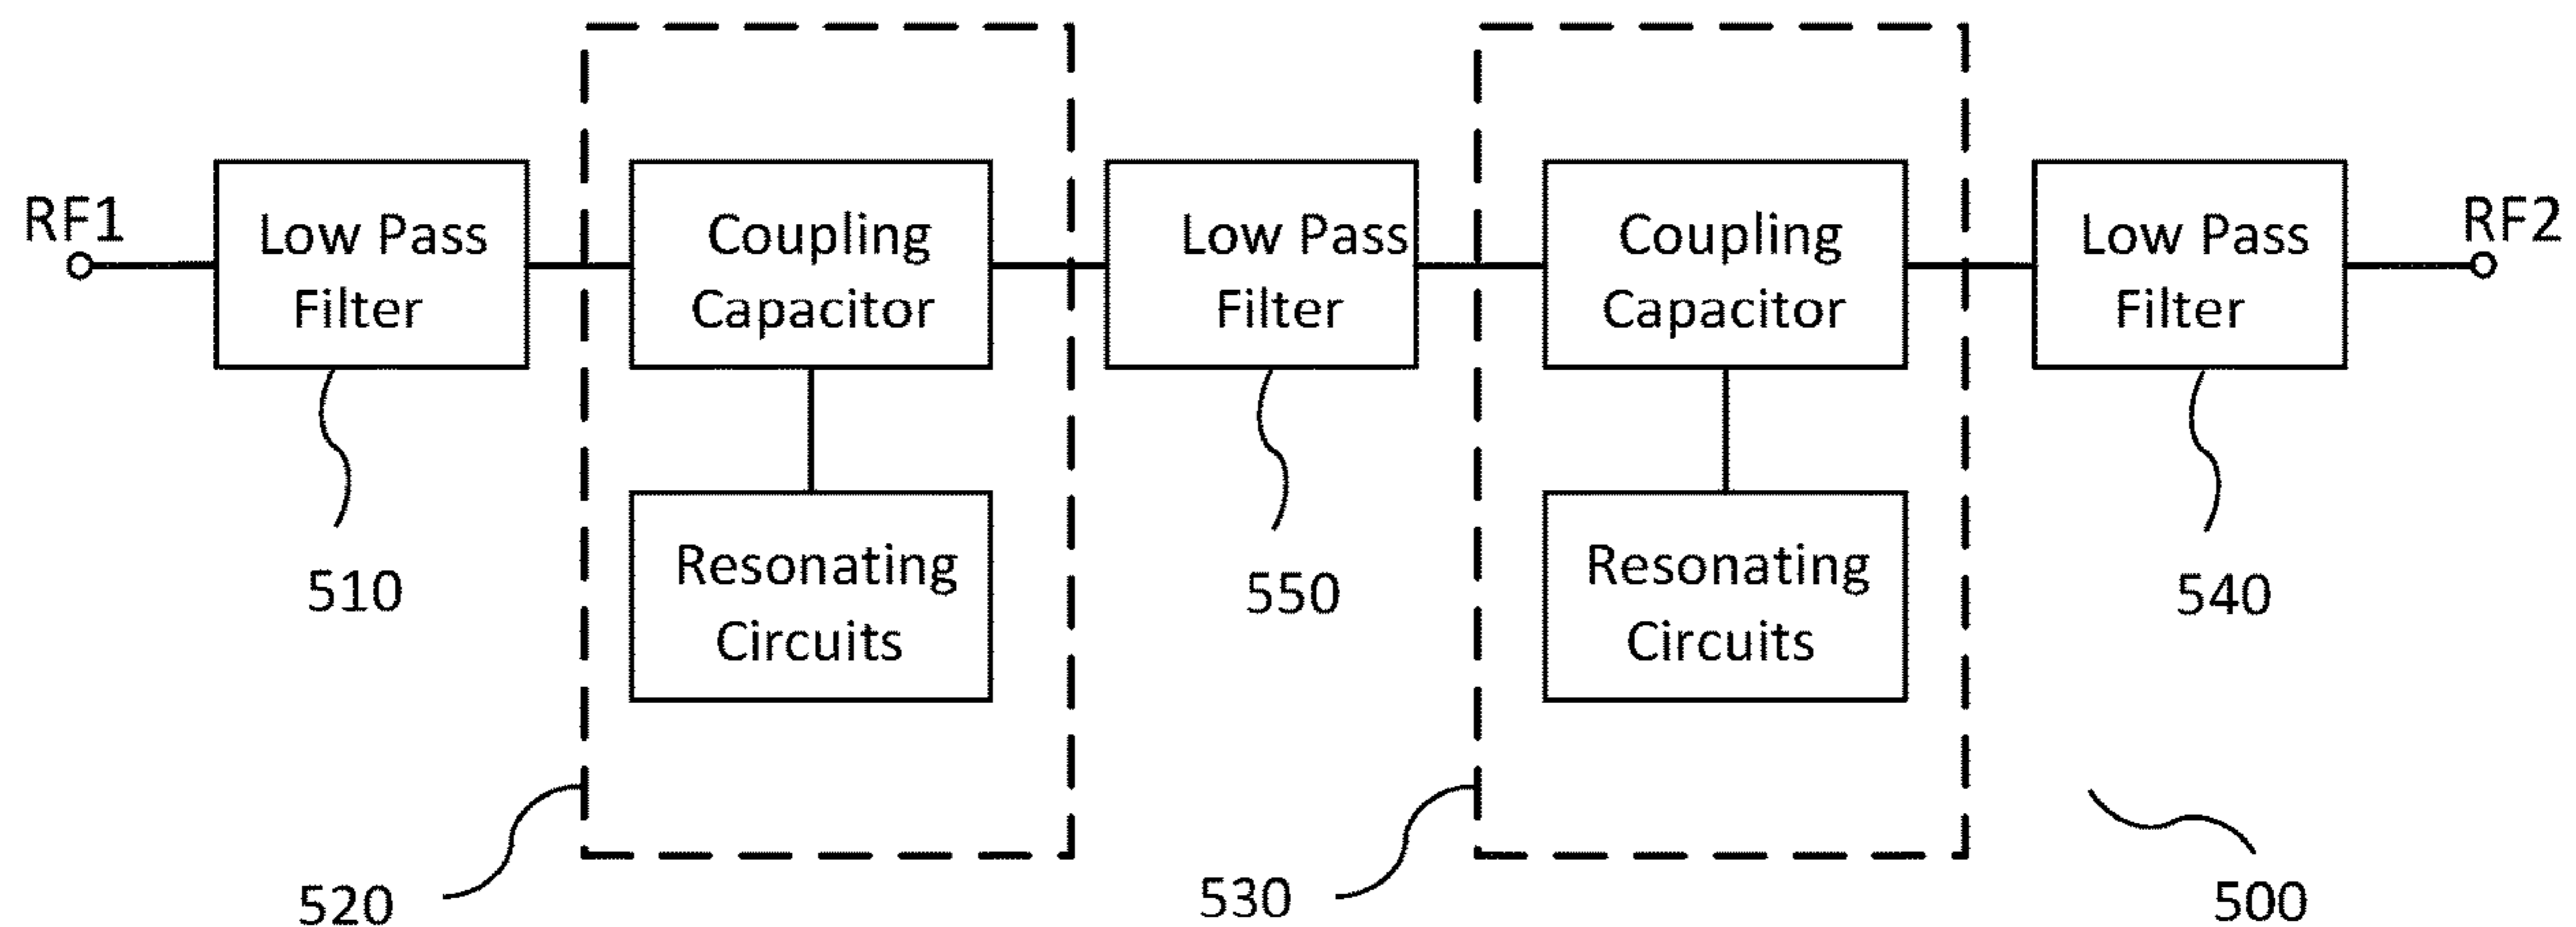 RF1
Low Pass
Filter
Coupling
Capacitor
Low Pass
Filter
Coupling
Capacitor
Low Pass
Filter
RF2
Resonating
Circuits
Resonating
Circuits
510
550
540
520
530
500